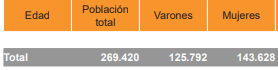 Edad Población total Varones Mujeres
Total 269.420 125.792 143.628